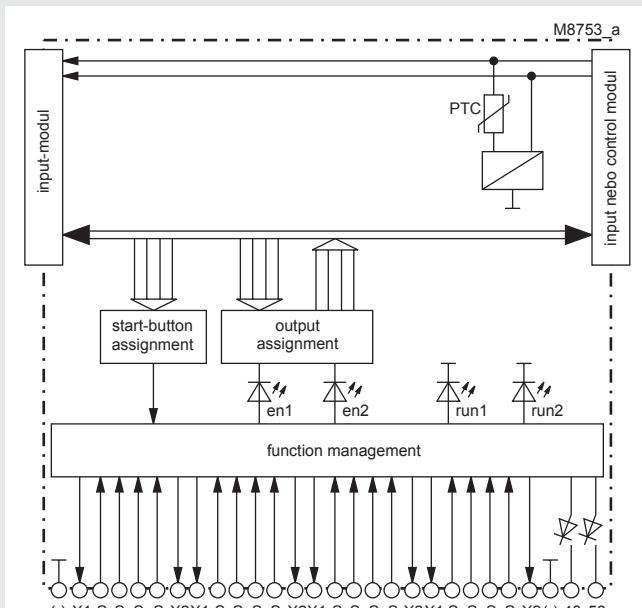 M8753_a
input-modul
PTC
input nebo control modul
start-button
assignment
output
assignment
en1
en2
run1
run2
function management